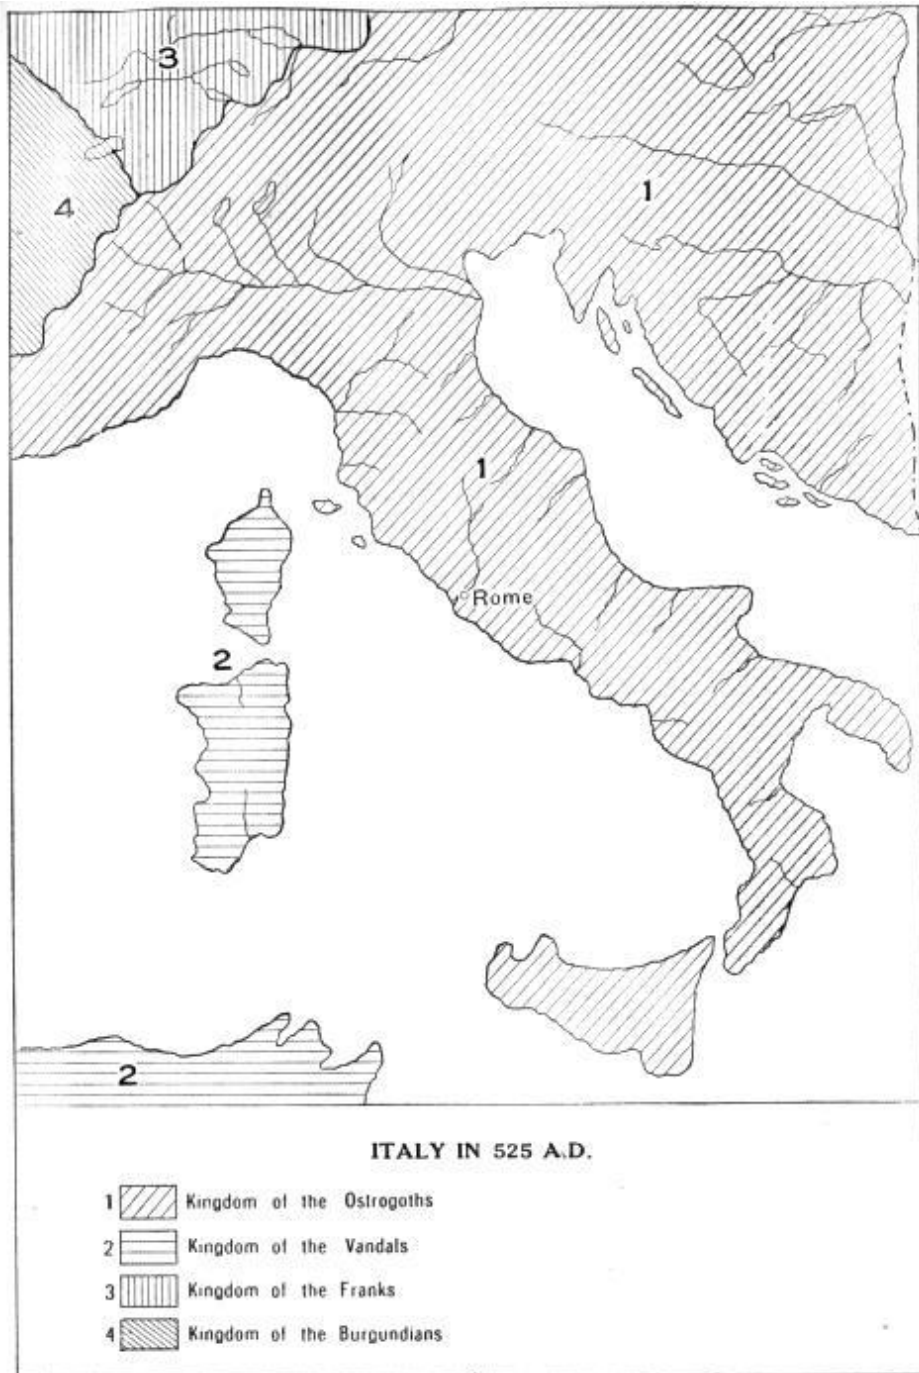 3
1
4
1
Rome
2
2
ITALY IN 525 A.D.
1 Kingdom of the Ostrogoths
2 Kingdom of the Vandals
3 Kingdom of the Franks
4 Kingdom of the Burgundians